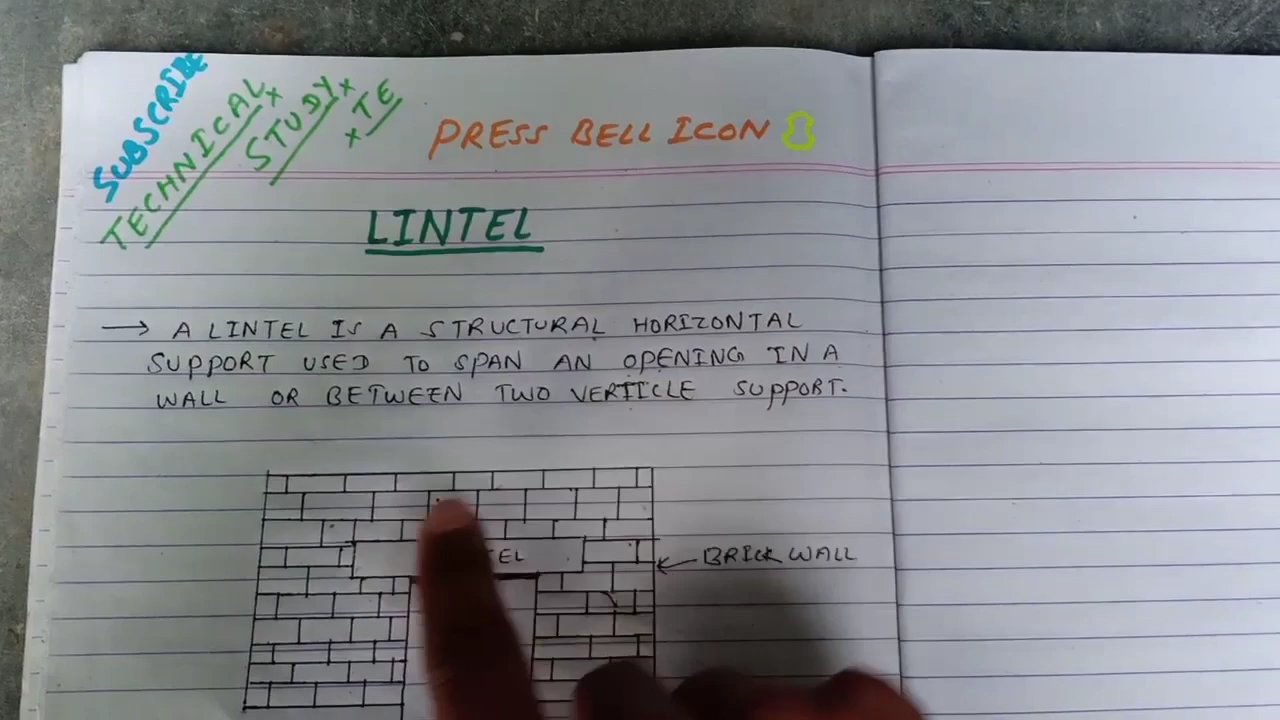 SUBSCRIBE
TECHNICAL
STUDY
TE
PRESS BELL ICON
LINTEL
→ A LINTEL IS A STRUCTURAL HORIZONTAL
SUPPORT USED TO SPAN AN OPENING IN A
WALL OR BETWEEN TWO VERTICLE SUPPORT.
EL
BRICK WALL